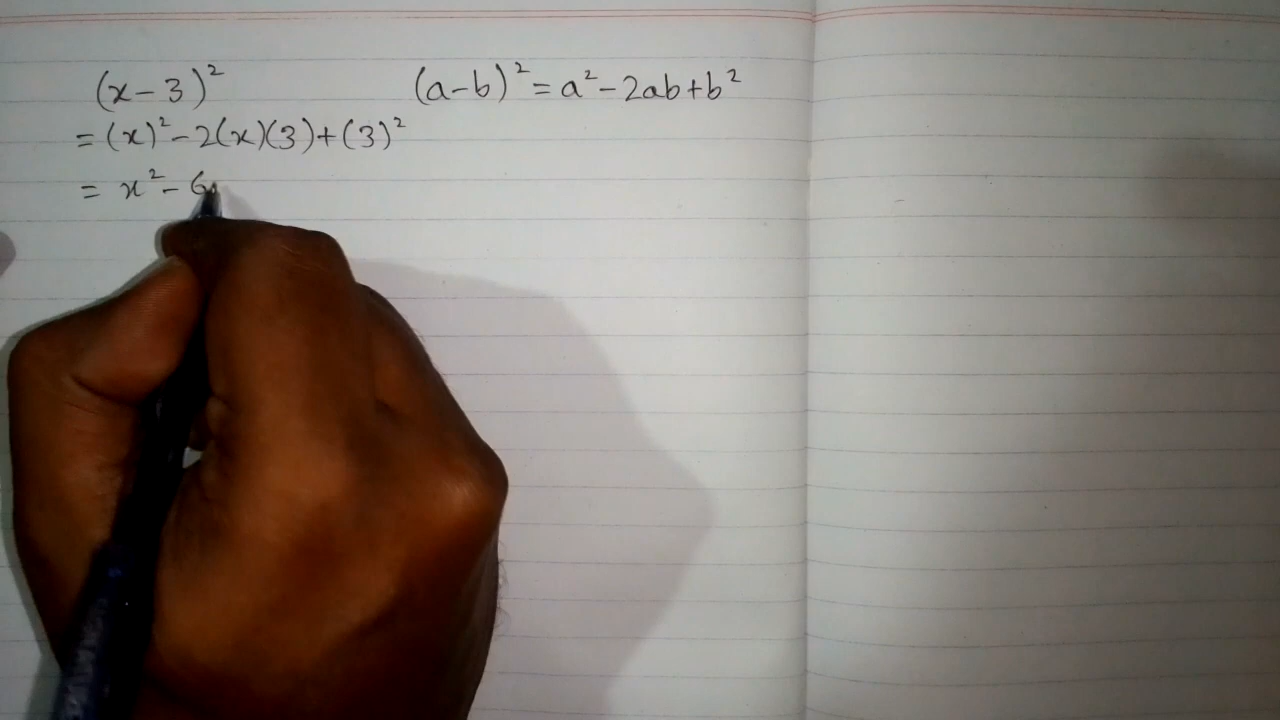 (x-3)²
(a-b)² = a² - 2ab + b²
= (x)² - 2(x)(3) + (3)²
= x² - 6